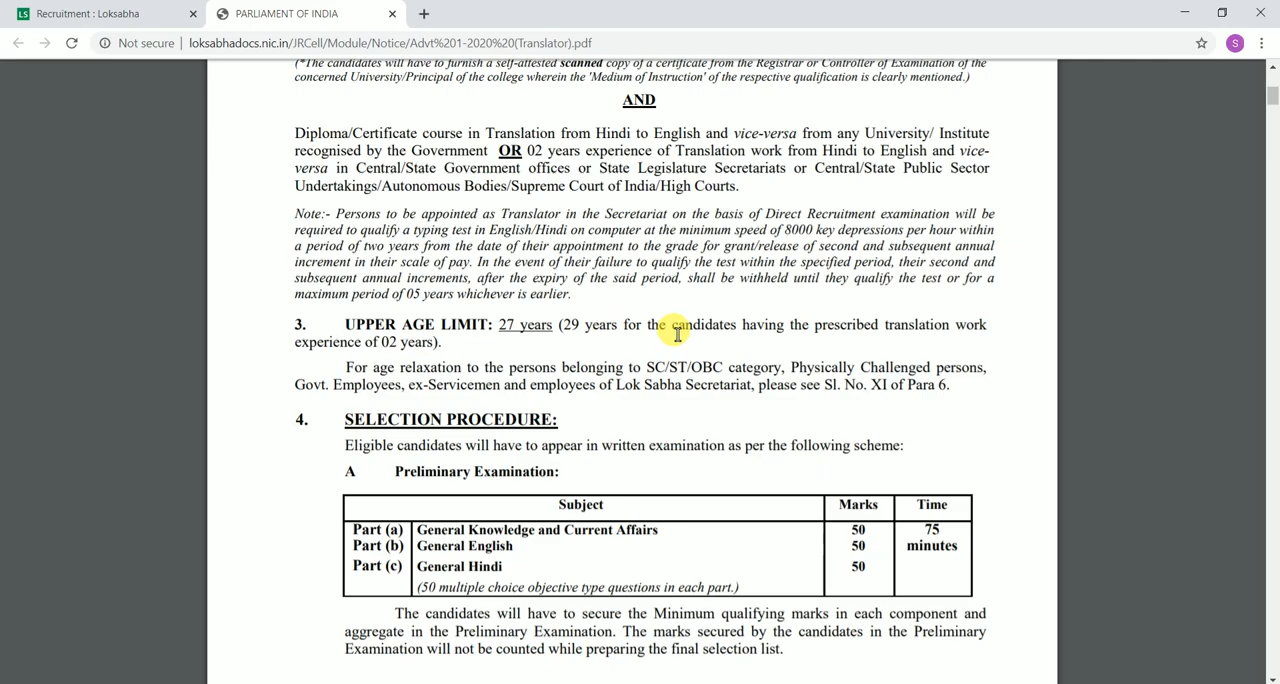 Recruitment : Loksabha
PARLIAMENT OF INDIA
Not secure | loksabhadocs.nic.in/JRCell/Module/Notice/Advt%201-2020%20(Translator).pdf
(*The candidates will have to furnish a self-attested scanned copy of a certificate from the Registrar or Controller of Examination of the
concerned University/Principal of the college wherein the 'Medium of Instruction' of the respective qualification is clearly mentioned.)
AND
Diploma/Certificate course in Translation from Hindi to English and vice-versa from any University/ Institute
recognised by the Government OR 02 years experience of Translation work from Hindi to English and vice-
versa in Central/State Government offices or State Legislature Secretariats or Central/State Public Sector
Undertakings/Autonomous Bodies/Supreme Court of India/High Courts.
Note:- Persons to be appointed as Translator in the Secretariat on the basis of Direct Recruitment examination will be
required to qualify a typing test in English/Hindi on computer at the minimum speed of 8000 key depressions per hour within
a period of two years from the date of their appointment to the grade for grant/release of second and subsequent annual
increment in their scale of pay. In the event of their failure to qualify the test within the specified period, their second and
subsequent annual increments, after the expiry of the said period, shall be withheld until they qualify the test or for a
maximum period of 05 years whichever is earlier.
3. UPPER AGE LIMIT: 27 years (29 years for the candidates having the prescribed translation work
experience of 02 years).
For age relaxation to the persons belonging to SC/ST/OBC category, Physically Challenged persons,
Govt. Employees, ex-Servicemen and employees of Lok Sabha Secretariat, please see Sl. No. XI of Para 6.
4. SELECTION PROCEDURE:
Eligible candidates will have to appear in written examination as per the following scheme:
A Preliminary Examination:
Subject Marks Time
Part (a) General Knowledge and Current Affairs 50 75
Part (b) General English 50 minutes
Part (c) General Hindi 50
(50 multiple choice objective type questions in each part.)
The candidates will have to secure the Minimum qualifying marks in each component and
aggregate in the Preliminary Examination. The marks secured by the candidates in the Preliminary
Examination will not be counted while preparing the final selection list.